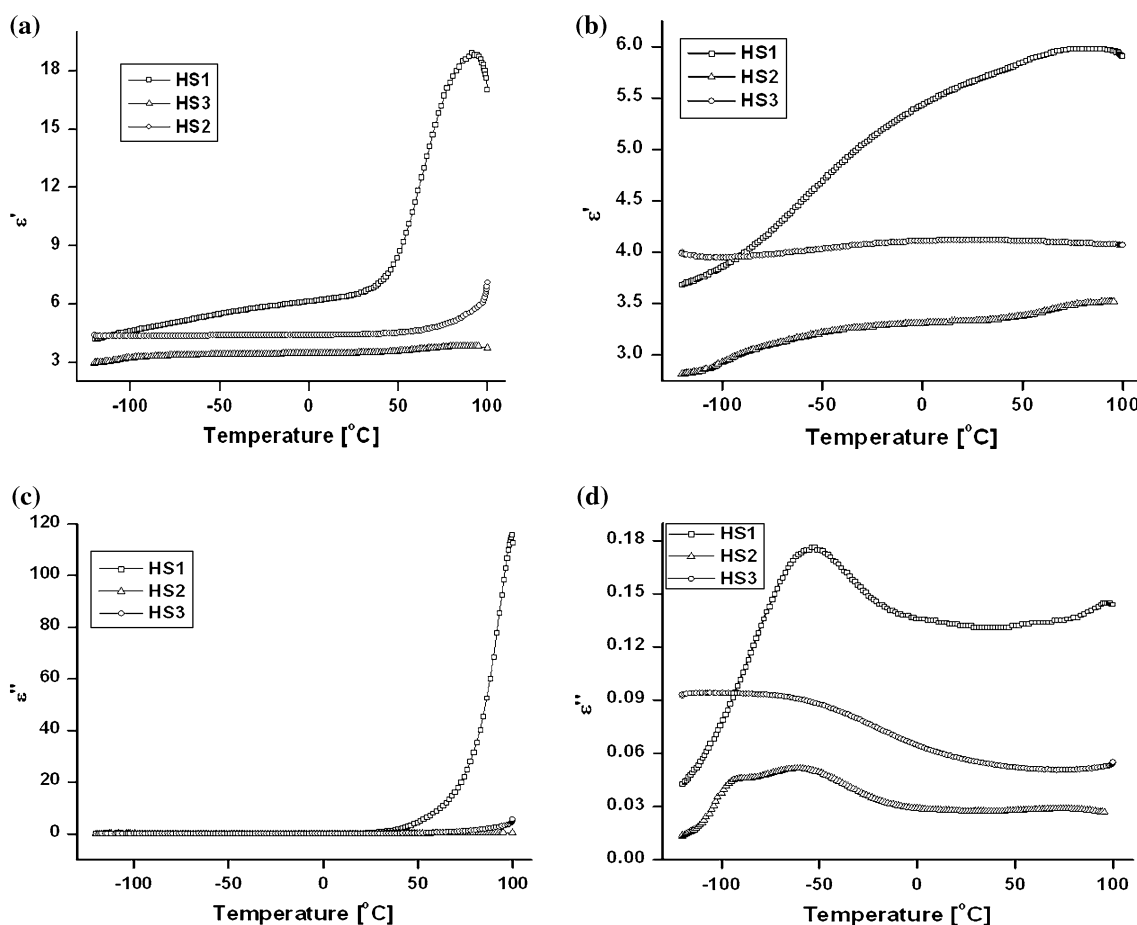 (a)
18
15
12
9
6
3
ε'
HS1
HS3
HS2
-100
-50
0
50
100
Temperature [°C]
(b)
6.0
5.5
5.0
4.5
4.0
3.5
3.0
ε'
HS1
HS2
HS3
-100
-50
0
50
100
Temperature [°C]
(c)
120
100
80
60
40
20
0
ε''
HS1
HS2
HS3
-100
-50
0
50
100
Temperature [°C]
(d)
0.18
0.15
0.12
0.09
0.06
0.03
0.00
ε''
HS1
HS2
HS3
-100
-50
0
50
100
Temperature [°C]